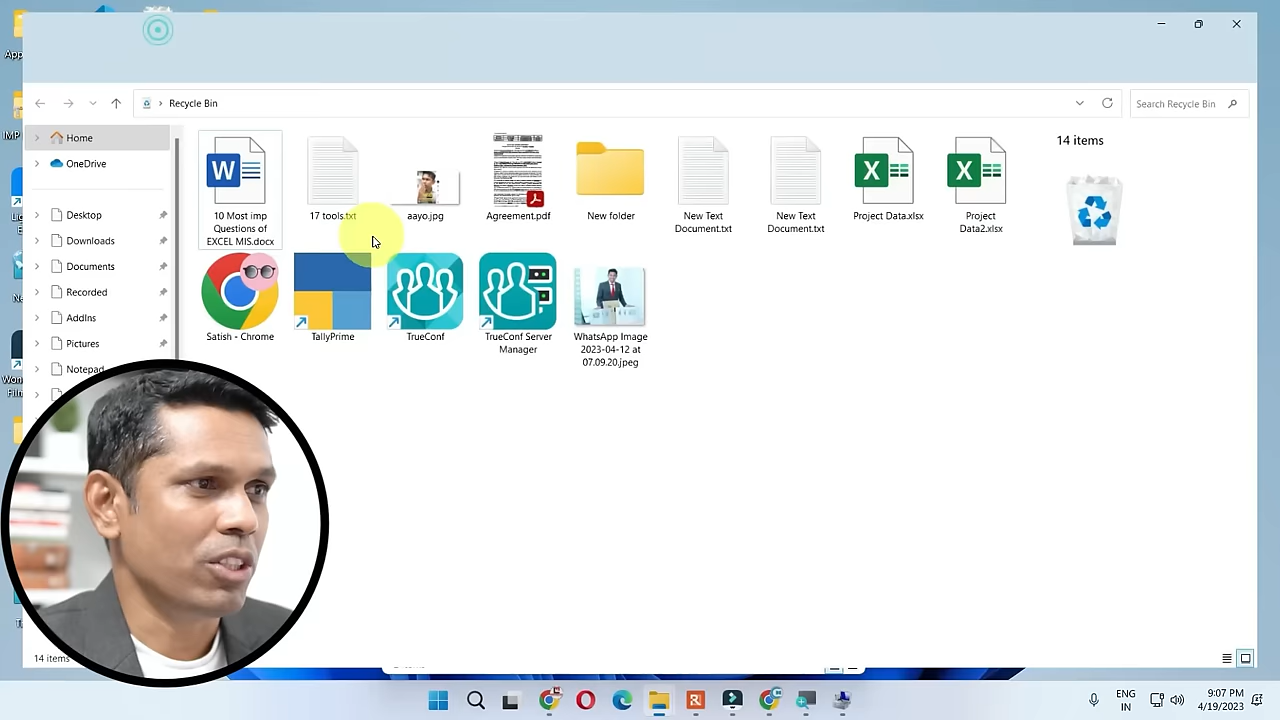 App
Recycle Bin
Search Recycle Bin
Home
OneDrive
14 items
IMP
10 Most imp
Questions of
EXCEL MIS.docx
17 tools.txt
aayo.jpg
Agreement.pdf
New folder
New Text
Document.txt
New Text
Document.txt
Project Data.xlsx
Project
Data2.xlsx
Desktop
Downloads
Documents
Recorded
AddIns
Pictures
Notepad
Satish - Chrome
TallyPrime
TrueConf
TrueConf Server
Manager
WhatsApp Image
2023-04-12 at
07.09.20.jpeg
14 items
ENG
IN
9:07 PM
4/19/2023